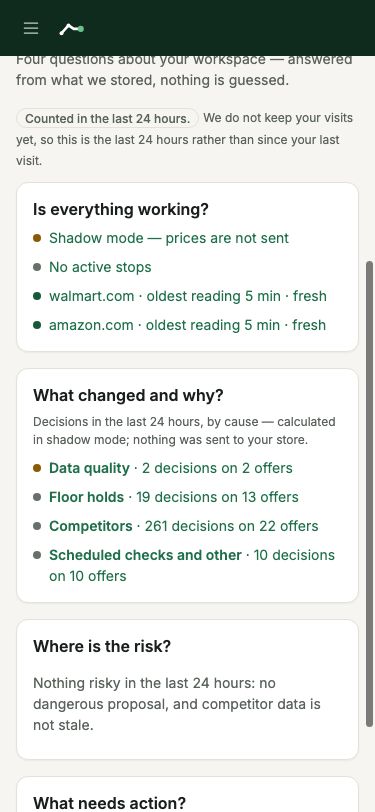 Four questions about your workspace — answered
from what we stored, nothing is guessed.
Counted in the last 24 hours. We do not keep your visits
yet, so this is the last 24 hours rather than since your last
visit.
Is everything working?
Shadow mode — prices are not sent
No active stops
walmart.com · oldest reading 5 min · fresh
amazon.com · oldest reading 5 min · fresh
What changed and why?
Decisions in the last 24 hours, by cause — calculated
in shadow mode; nothing was sent to your store.
Data quality · 2 decisions on 2 offers
Floor holds · 19 decisions on 13 offers
Competitors · 261 decisions on 22 offers
Scheduled checks and other · 10 decisions
on 10 offers
Where is the risk?
Nothing risky in the last 24 hours: no
dangerous proposal, and competitor data is
not stale.
What needs action?